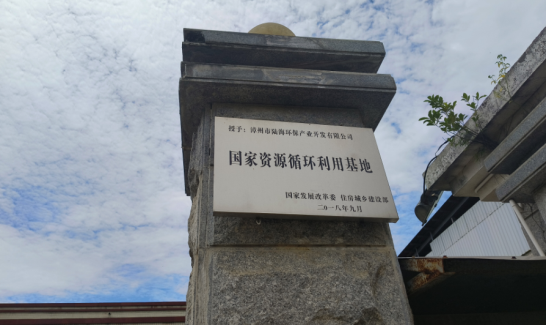 授予：漳州市陆海环保产业开发有限公司
国家资源循环利用基地
国家发展改革委 住房城乡建设部
二〇一八年九月